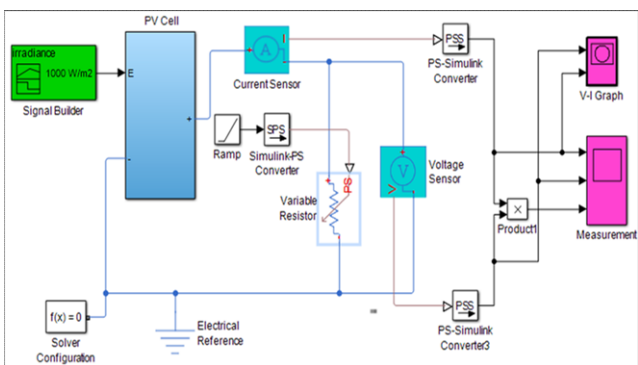 PV Cell
irradiance
1000 W/m2
Signal Builder
E
+
-
A
I
Current Sensor
PSS
PS-Simulink
Converter
V-I Graph
Ramp
SPS
Simulink-PS
Converter
PS
Variable
Resistor
V
Voltage
Sensor
×
Product1
Measurement
f(x) = 0
Solver
Configuration
Electrical
Reference
PSS
PS-Simulink
Converter3